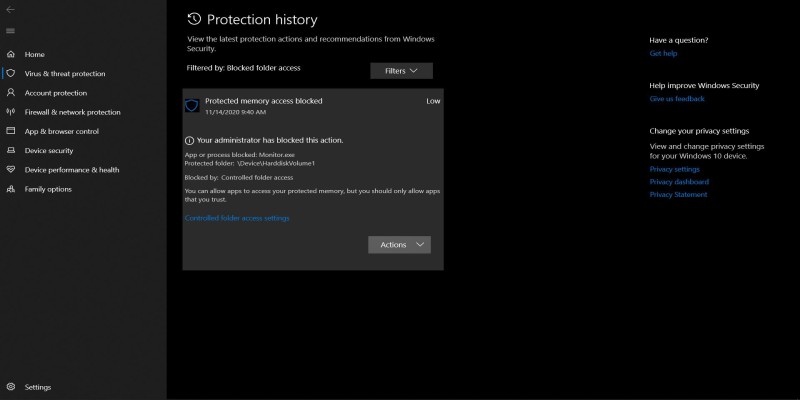 Home
Virus & threat protection
Account protection
Firewall & network protection
App & browser control
Device security
Device performance & health
Family options
Settings
Protection history
View the latest protection actions and recommendations from Windows
Security.
Filtered by: Blocked folder access
Filters
Protected memory access blocked
Low
11/14/2020 9:40 AM
Your administrator has blocked this action.
App or process blocked: Monitor.exe
Protected folder: \Device\HarddiskVolume1
Blocked by: Controlled folder access
You can allow apps to access your protected memory, but you should only allow apps
that you trust.
Controlled folder access settings
Actions
Have a question?
Get help
Help improve Windows Security
Give us feedback
Change your privacy settings
View and change privacy settings
for your Windows 10 device.
Privacy settings
Privacy dashboard
Privacy Statement